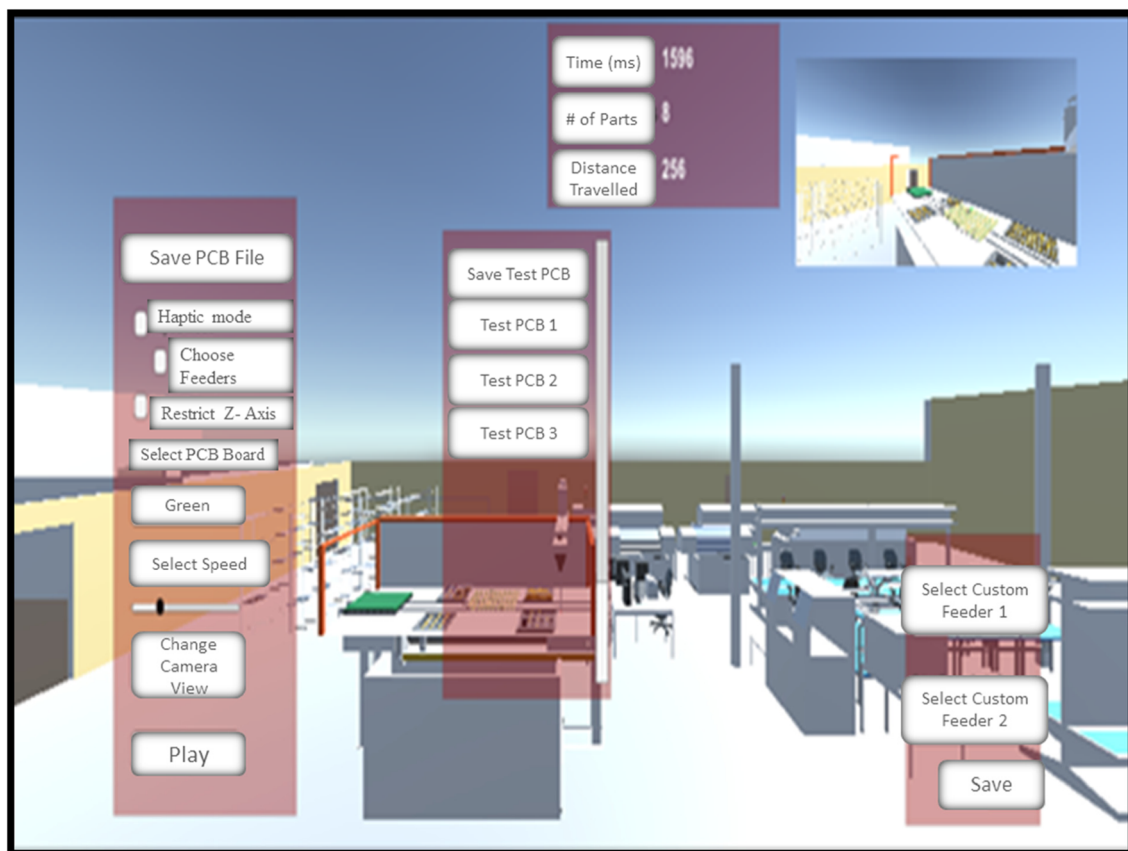 Time (ms) 1596
# of Parts 8
Distance
Travelled 256
Save PCB File
Haptic mode
Choose
Feeders
Restrict Z- Axis
Select PCB Board
Green
Select Speed
Change
Camera
View
Play
Save Test PCB
Test PCB 1
Test PCB 2
Test PCB 3
Select Custom
Feeder 1
Select Custom
Feeder 2
Save